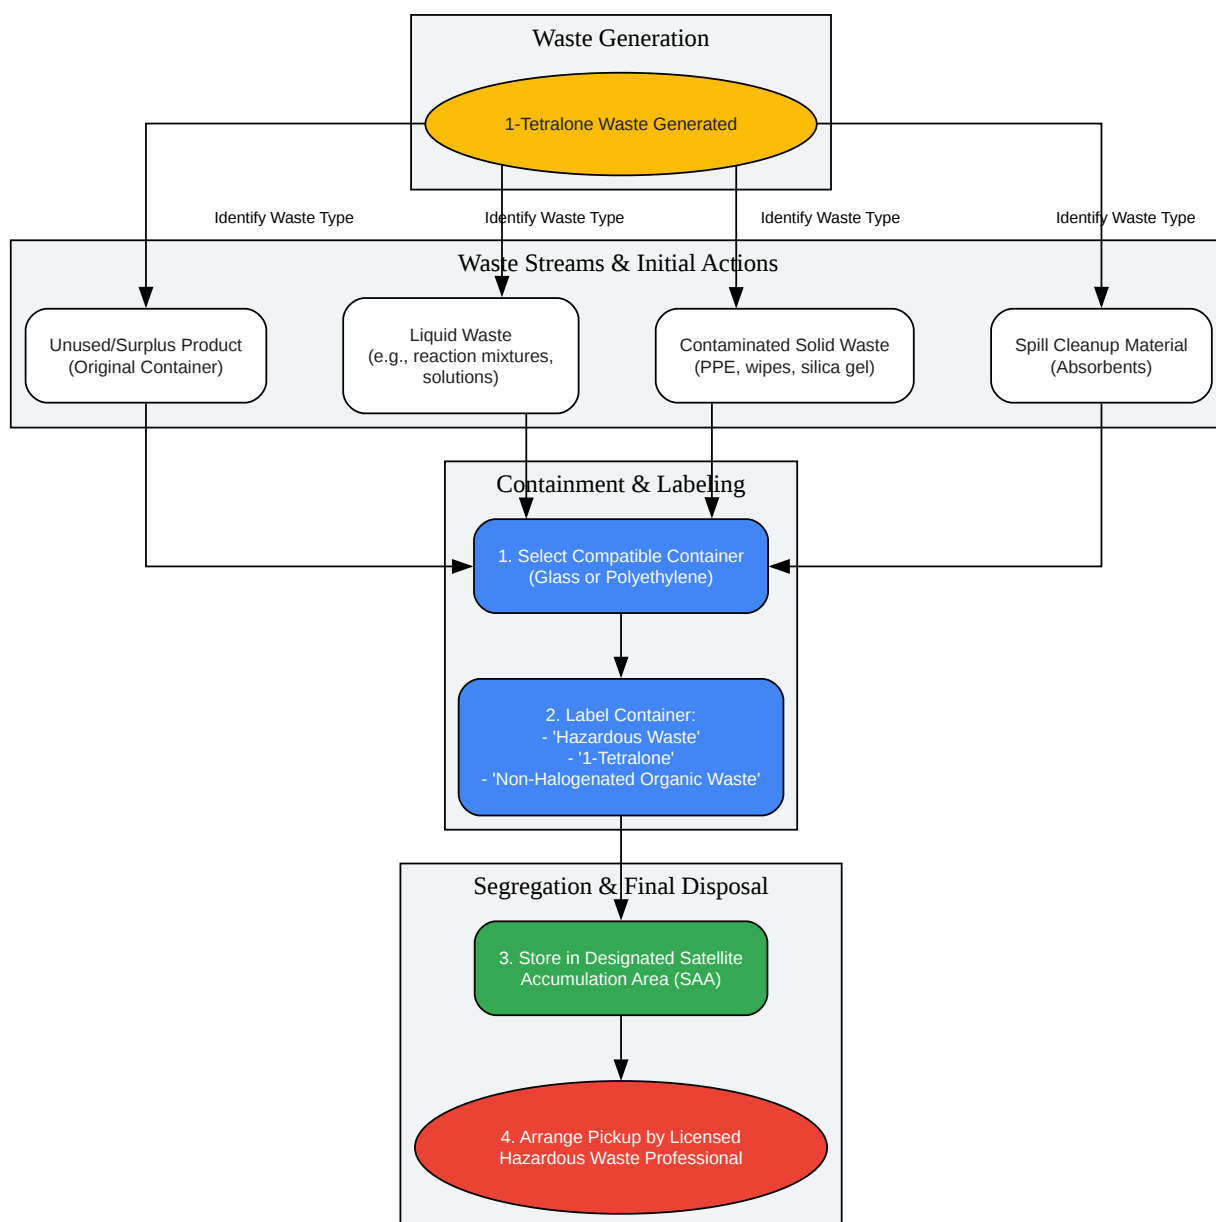 Waste Generation
1-Tetralone Waste Generated
Identify Waste Type
Identify Waste Type
Identify Waste Type
Identify Waste Type
Waste Streams & Initial Actions
Unused/Surplus Product
(Original Container)
Liquid Waste
(e.g., reaction mixtures,
solutions)
Contaminated Solid Waste
(PPE, wipes, silica gel)
Spill Cleanup Material
(Absorbents)
Containment & Labeling
1. Select Compatible Container
(Glass or Polyethylene)
2. Label Container:
- 'Hazardous Waste'
- '1-Tetralone'
- 'Non-Halogenated Organic Waste'
Segregation & Final Disposal
3. Store in Designated Satellite
Accumulation Area (SAA)
4. Arrange Pickup by Licensed
Hazardous Waste Professional